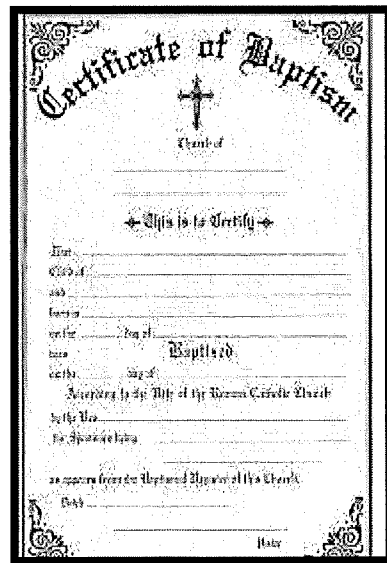 Certificate of Baptism
Church of
This is to Certify
That
Child of
and
born in
on the day of
was Baptised
on the day of
According to the Rite of the Roman Catholic Church
by the Rev
the Sponsors being
as appears from the Baptismal Register of this Church
Dated